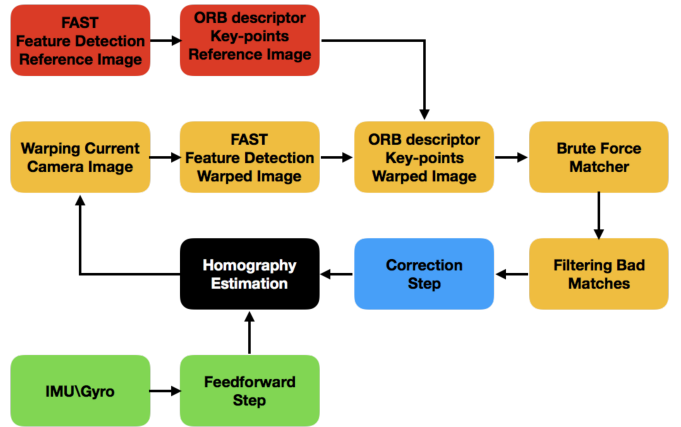 FAST
Feature Detection
Reference Image
ORB descriptor
Key-points
Reference Image
Warping Current
Camera Image
FAST
Feature Detection
Warped Image
ORB descriptor
Key-points
Warped Image
Brute Force
Matcher
Homography
Estimation
Correction
Step
Filtering Bad
Matches
IMU\Gyro
Feedforward
Step